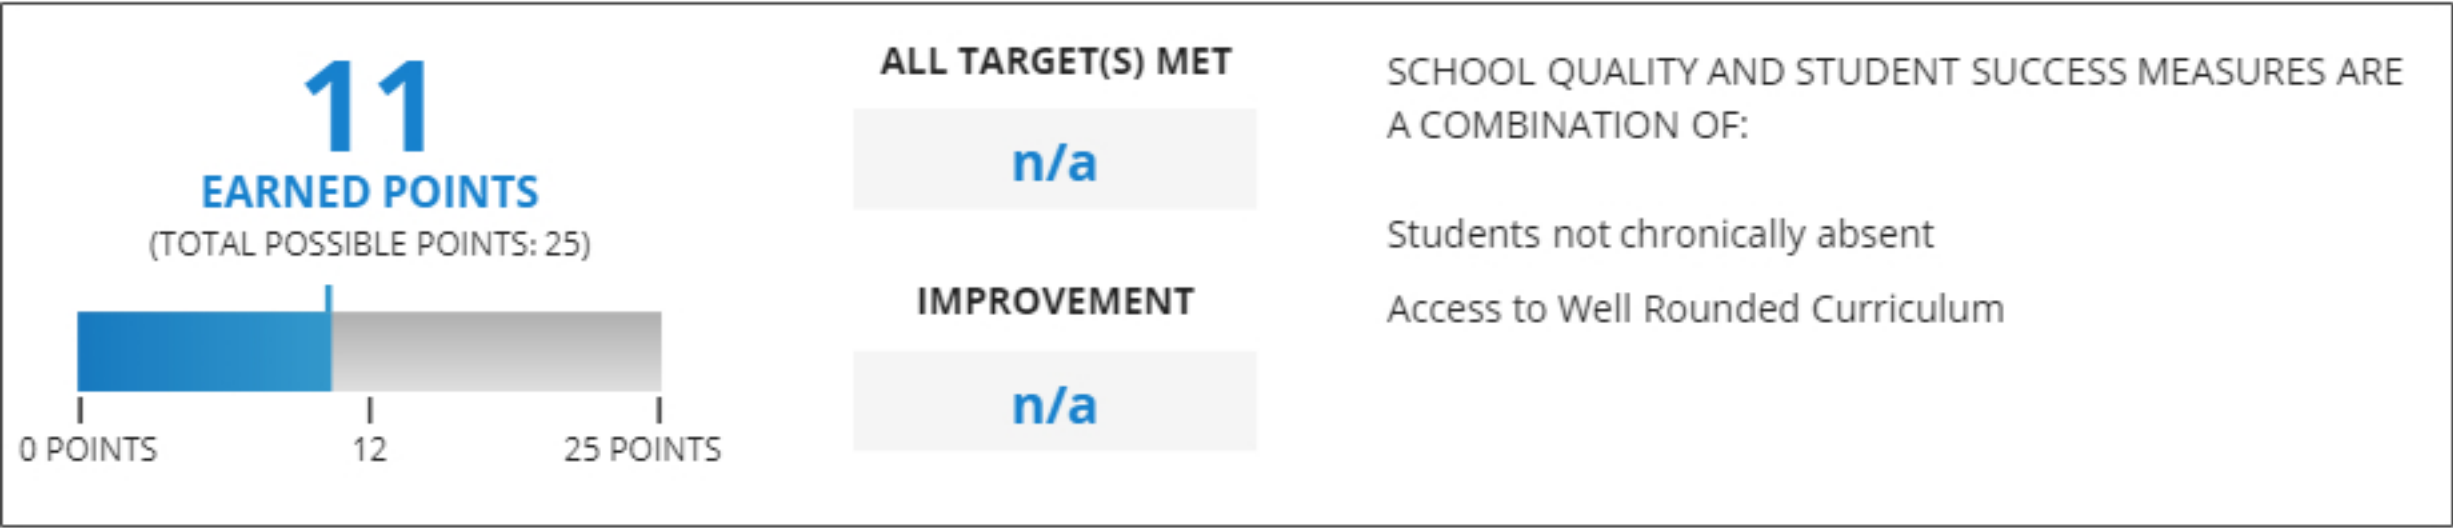 11
EARNED POINTS
(TOTAL POSSIBLE POINTS: 25)
0 POINTS
12
25 POINTS
ALL TARGET(S) MET
n/a
IMPROVEMENT
n/a
SCHOOL QUALITY AND STUDENT SUCCESS MEASURES ARE
A COMBINATION OF:
Students not chronically absent
Access to Well Rounded Curriculum